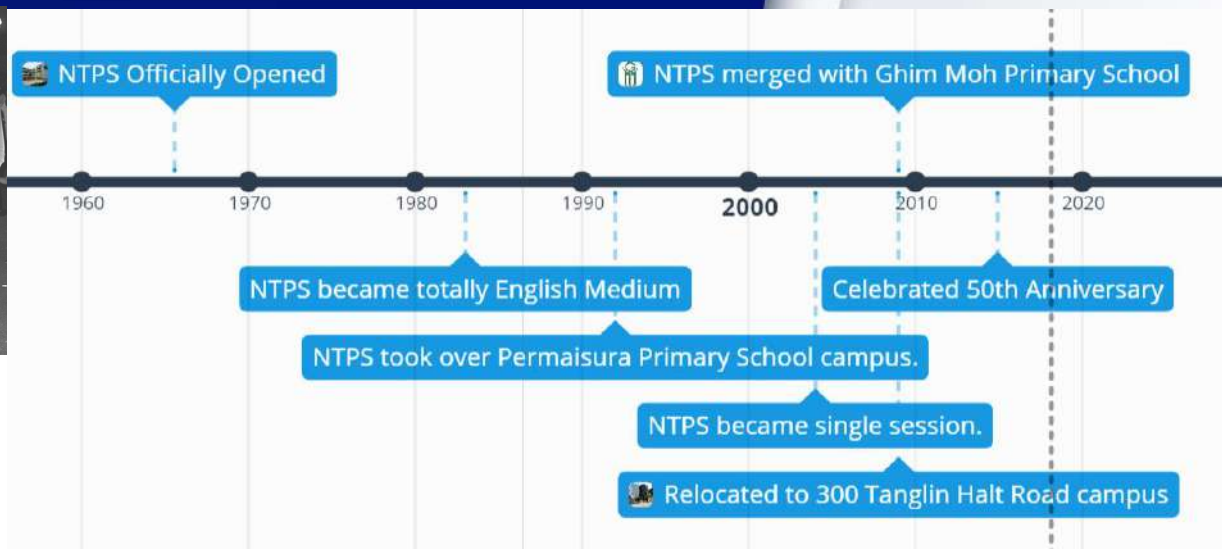 NTPS Officially Opened
NTPS merged with Ghim Moh Primary School
1960
1970
1980
1990
2000
2010
2020
NTPS became totally English Medium
Celebrated 50th Anniversary
NTPS took over Permaisura Primary School campus.
NTPS became single session.
Relocated to 300 Tanglin Halt Road campus